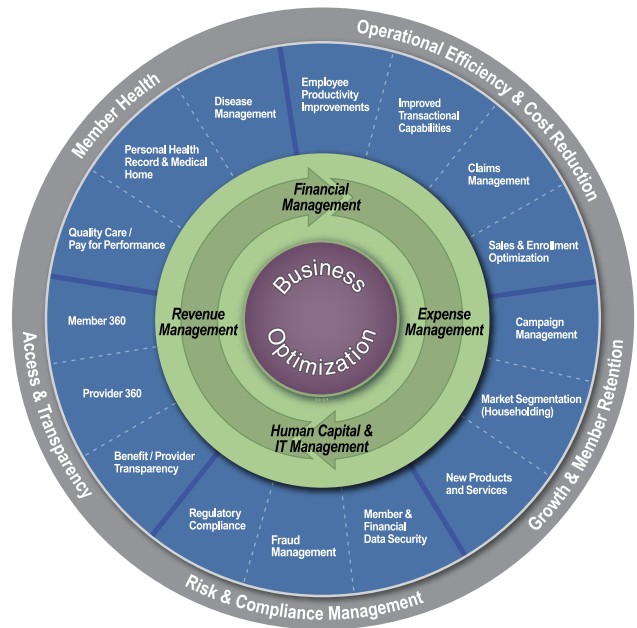 Operational Efficiency & Cost Reduction
Employee
Productivity
Improvements
Improved
Transactional
Capabilities
Claims
Management
Sales & Enrollment
Optimization
Growth & Member Retention
Campaign
Management
Market Segmentation
(Householding)
New Products
and Services
Risk & Compliance Management
Member &
Financial
Data Security
Fraud
Management
Regulatory
Compliance
Access & Transparency
Benefit / Provider
Transparency
Provider 360
Member 360
Member Health
Quality Care /
Pay for Performance
Personal Health
Record & Medical
Home
Disease
Management
Financial
Management
Expense
Management
Human Capital &
IT Management
Revenue
Management
Business
Optimization